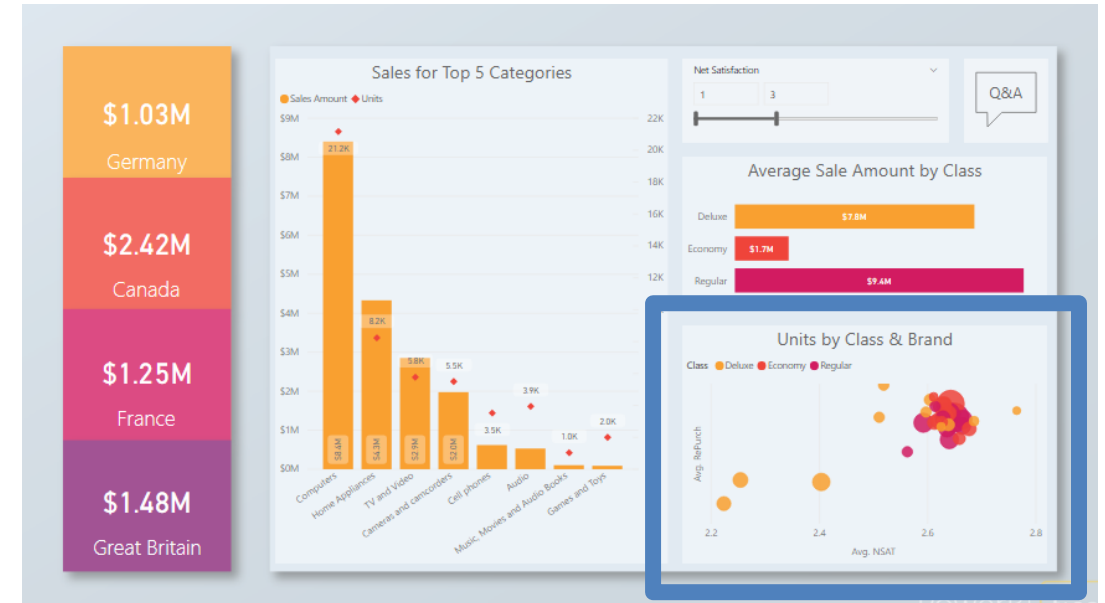 $1.03M
Germany
$2.42M
Canada
$1.25M
France
$1.48M
Great Britain
Sales for Top 5 Categories
Sales Amount Units
$9M
$8M
$7M
$6M
$5M
$4M
$3M
$2M
$1M
$0M
22K
20K
18K
16K
14K
12K
21.2K
8.2K
5.8K
5.5K
3.5K
3.9K
1.0K
2.0K
$8.4M
$4.3M
$2.9M
$2.0M
Computers
Home Appliances
TV and Video
Cameras and camcorders
Cell phones
Audio
Music, Movies and Audio Books
Games and Toys
Net Satisfaction
1 3
Q&A
Average Sale Amount by Class
Deluxe $7.8M
Economy $1.7M
Regular $9.4M
Units by Class & Brand
Class Deluxe Economy Regular
Avg. RePurch
2.2 2.4 2.6 2.8
Avg. NSAT